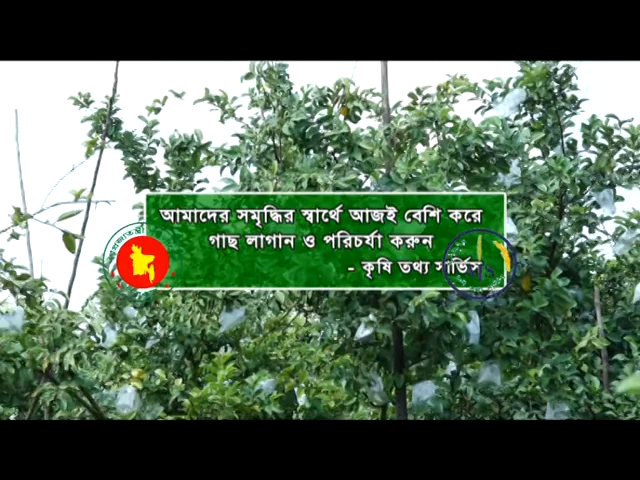 আমাদের সমৃদ্ধির স্বার্থে আজই বেশি করে
গাছ লাগান ও পরিচর্যা করুন
- কৃষি তথ্য সার্ভিস